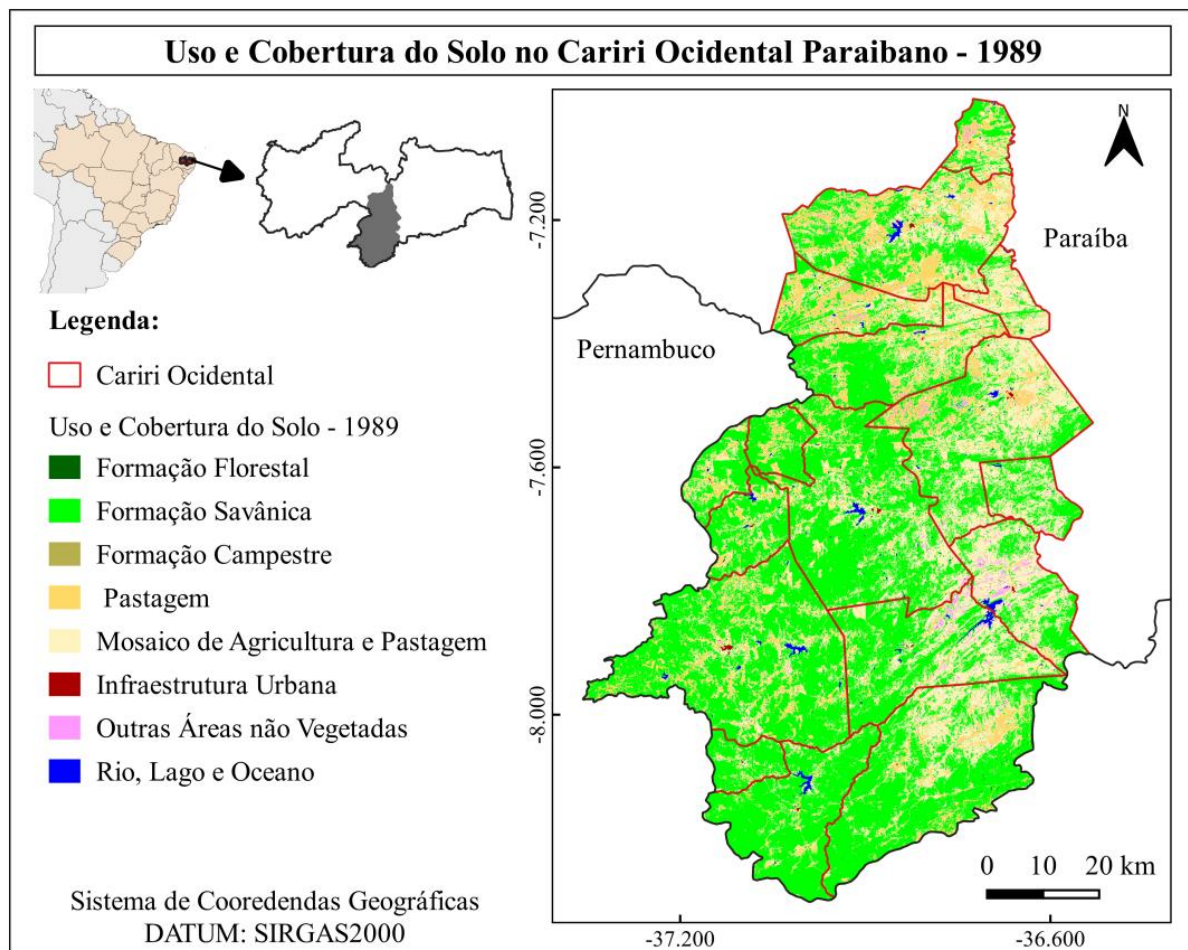 Uso e Cobertura do Solo no Cariri Ocidental Paraibano - 1989
N
Paraíba
Pernambuco
-7.200
-7.600
-8.000
-37.200
-36.600
0 10 20 km
Legenda:
Cariri Ocidental
Uso e Cobertura do Solo - 1989
Formação Florestal
Formação Savânica
Formação Campestre
Pastagem
Mosaico de Agricultura e Pastagem
Infraestrutura Urbana
Outras Áreas não Vegetadas
Rio, Lago e Oceano
Sistema de Cooredendas Geográficas
DATUM: SIRGAS2000